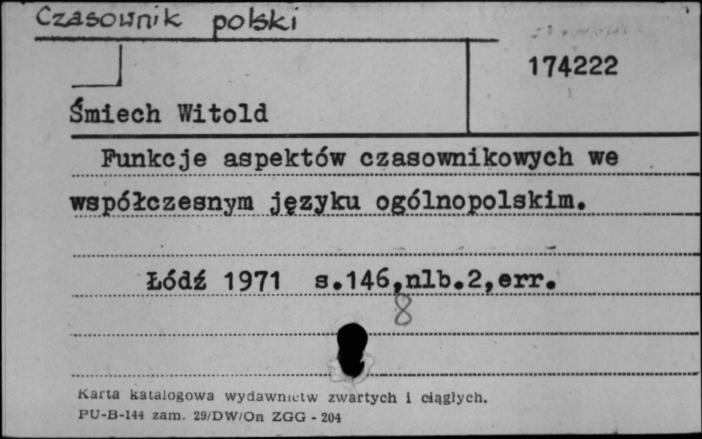 Czasownik polski
174222
Śmiech Witold
Funkcje aspektów czasownikowych we
współczesnym języku ogólnopolskim.
Łódź 1971 s.146,nlb.2,err.
8
Karta katalogowa wydawnictw zwartych i ciągłych.
PU-B-144 zam. 29/DW/On ZGG - 204